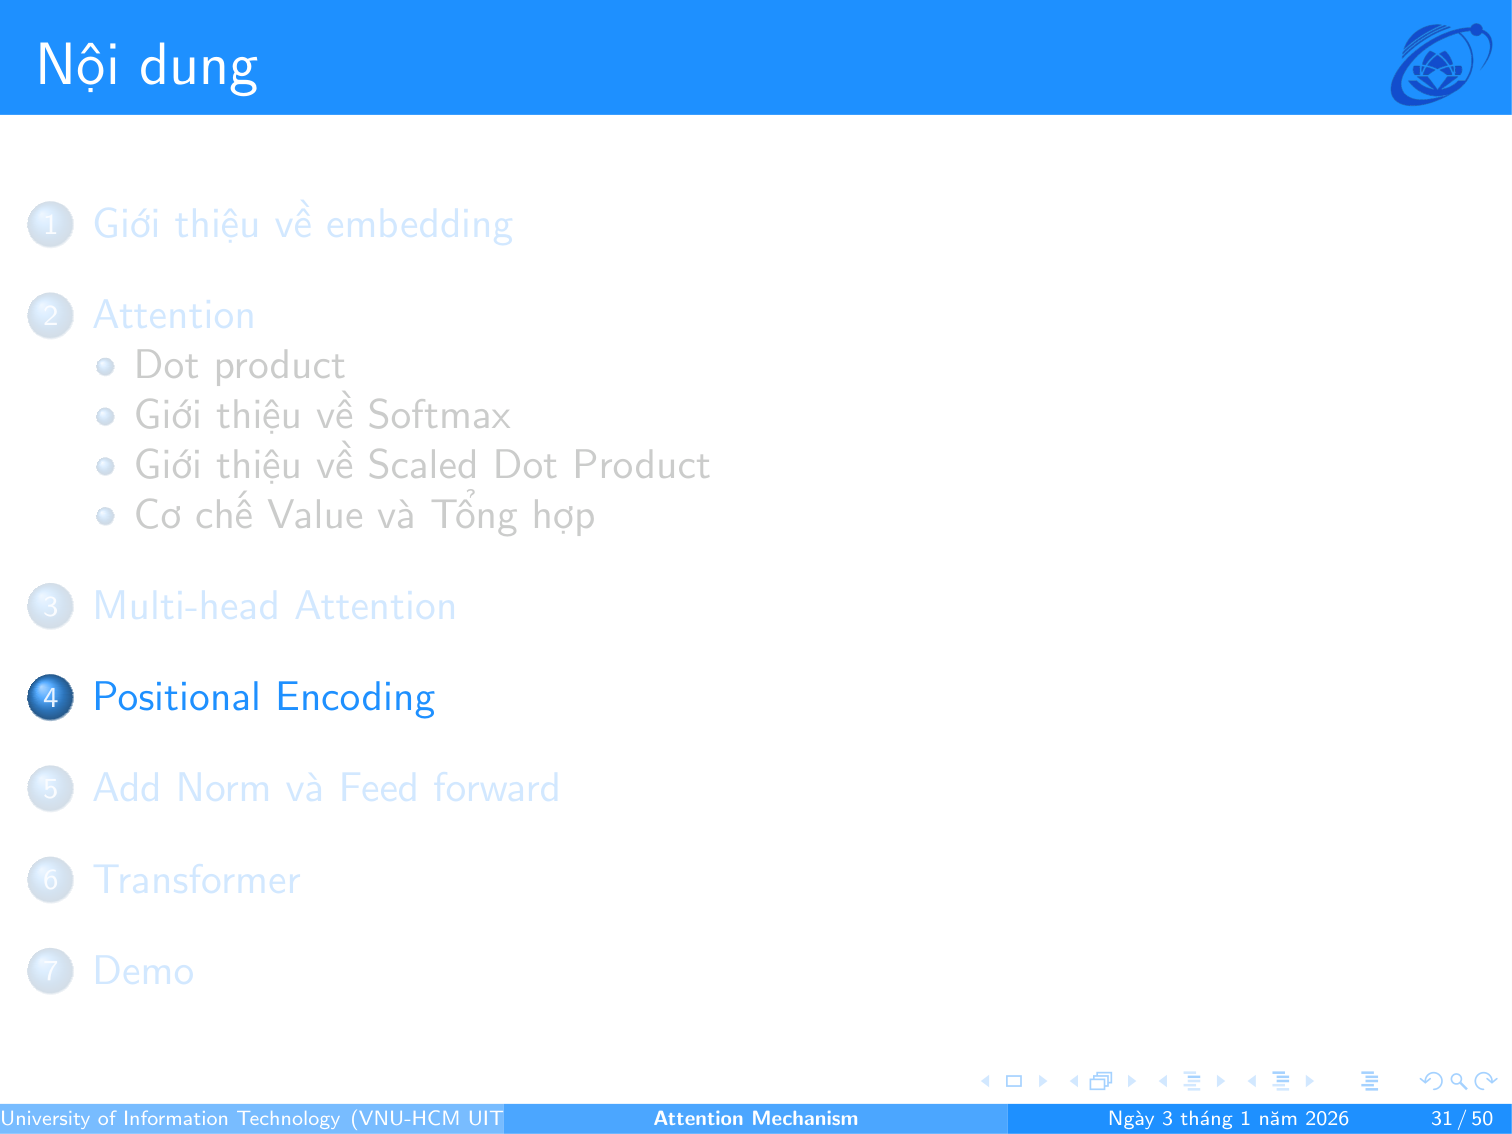 Nội dung
1 Giới thiệu về embedding
2 Attention
Dot product
Giới thiệu về Softmax
Giới thiệu về Scaled Dot Product
Cơ chế Value và Tổng hợp
3 Multi-head Attention
4 Positional Encoding
5 Add Norm và Feed forward
6 Transformer
7 Demo
University of Information Technology (VNU-HCM UIT Attention Mechanism Ngày 3 tháng 1 năm 2026 31 / 50